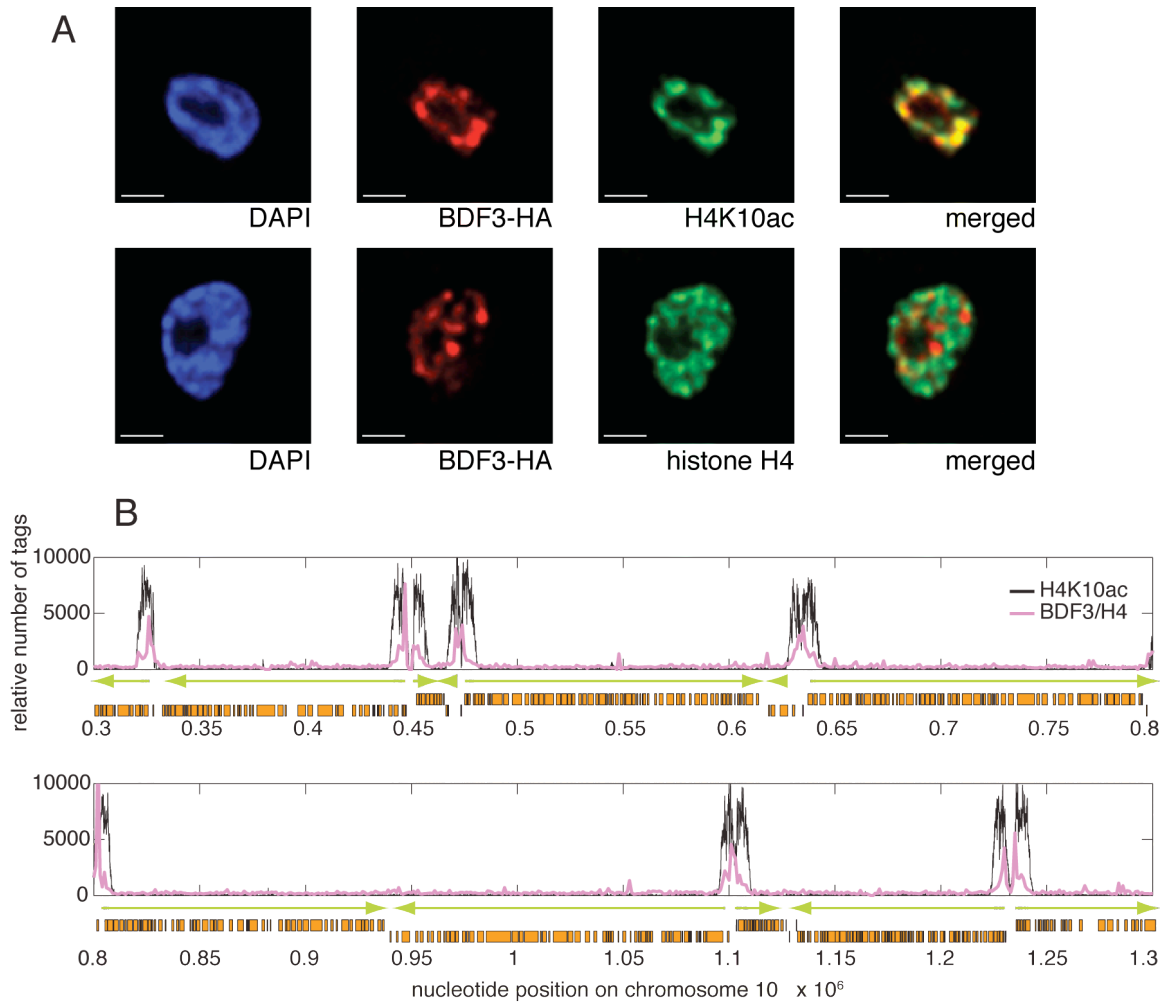 A
DAPI BDF3-HA H4K10ac merged
DAPI BDF3-HA histone H4 merged
B
relative number of tags
10000
5000
0
H4K10ac
BDF3/H4
0.3 0.35 0.4 0.45 0.5 0.55 0.6 0.65 0.7 0.75 0.8
10000
5000
0
0.8 0.85 0.9 0.95 1 1.05 1.1 1.15 1.2 1.25 1.3
nucleotide position on chromosome 10 x 10⁶